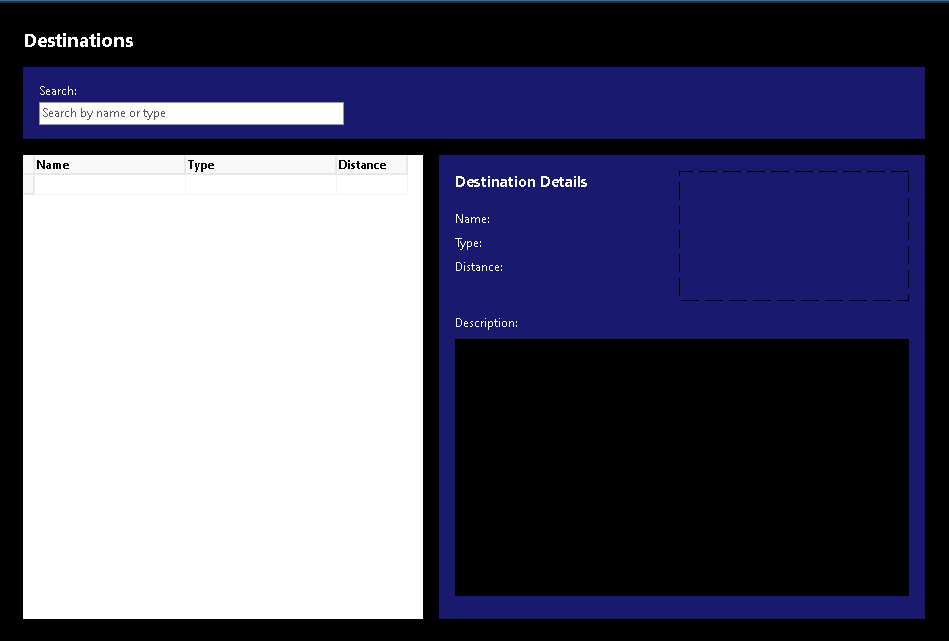 Destinations
Search:
Search by name or type
Name Type Distance
Destination Details
Name:
Type:
Distance:
Description: